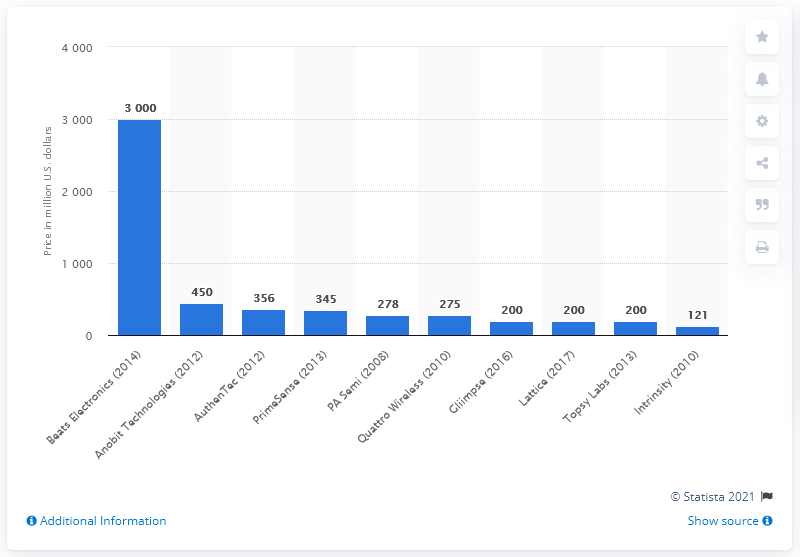 4 000
3 000
2 000
1 000
0
Price in million U.S. dollars
3 000
450
356
345
278
275
200
200
200
121
Beats Electronics (2014)
Anobit Technologies (2012)
AuthenTec (2012)
PrimeSense (2013)
PA Semi (2008)
Quattro Wireless (2010)
Gliimpse (2016)
Lattice (2017)
Topsy Labs (2013)
Intrinsity (2010)
© Statista 2021
Additional Information
Show source